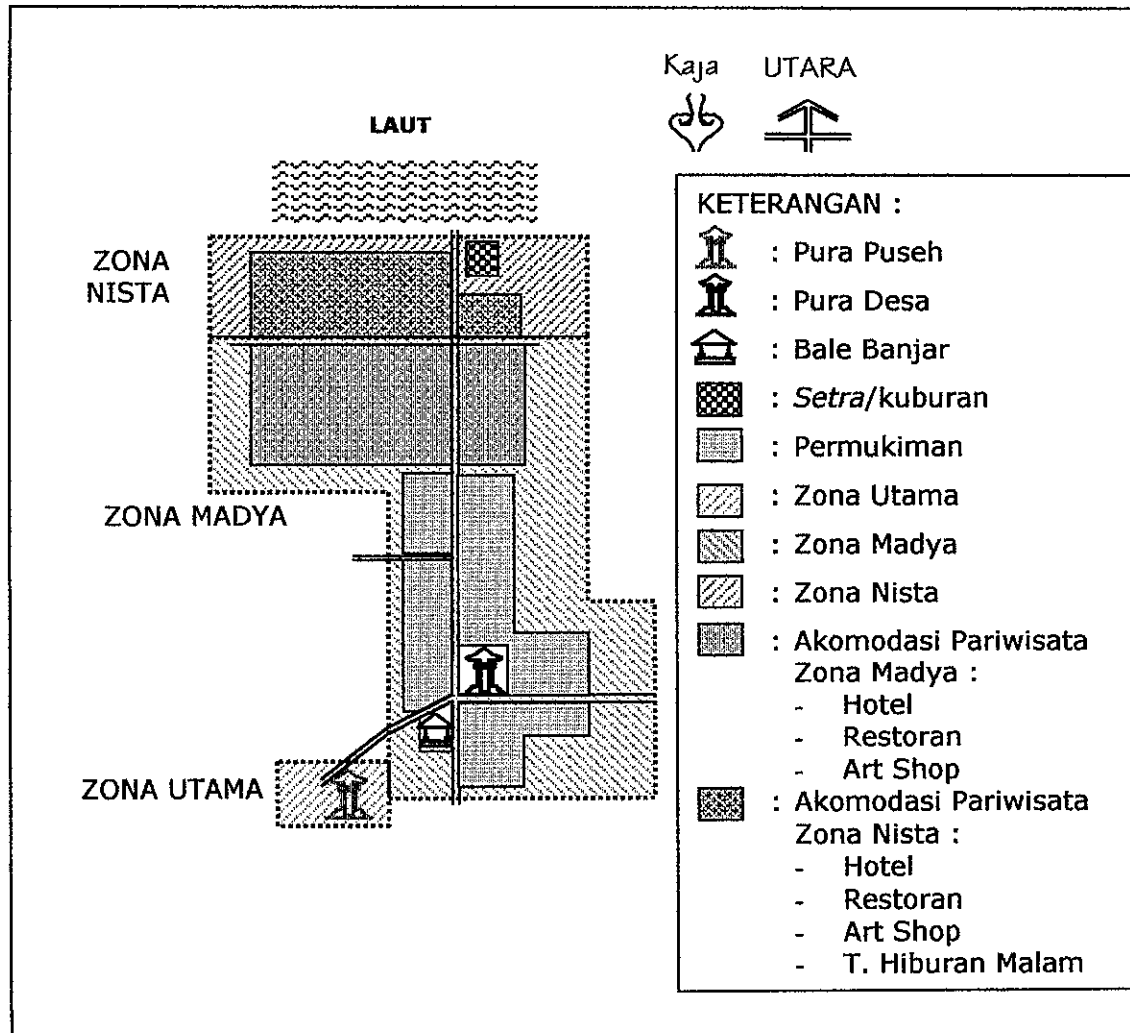 Kaja UTARA
LAUT
ZONA
NISTA
ZONA MADYA
ZONA UTAMA
KETERANGAN :
: Pura Puseh
: Pura Desa
: Bale Banjar
: Setra/kuburan
: Permukiman
: Zona Utama
: Zona Madya
: Zona Nista
: Akomodasi Pariwisata
Zona Madya :
- Hotel
- Restoran
- Art Shop
: Akomodasi Pariwisata
Zona Nista :
- Hotel
- Restoran
- Art Shop
- T. Hiburan Malam